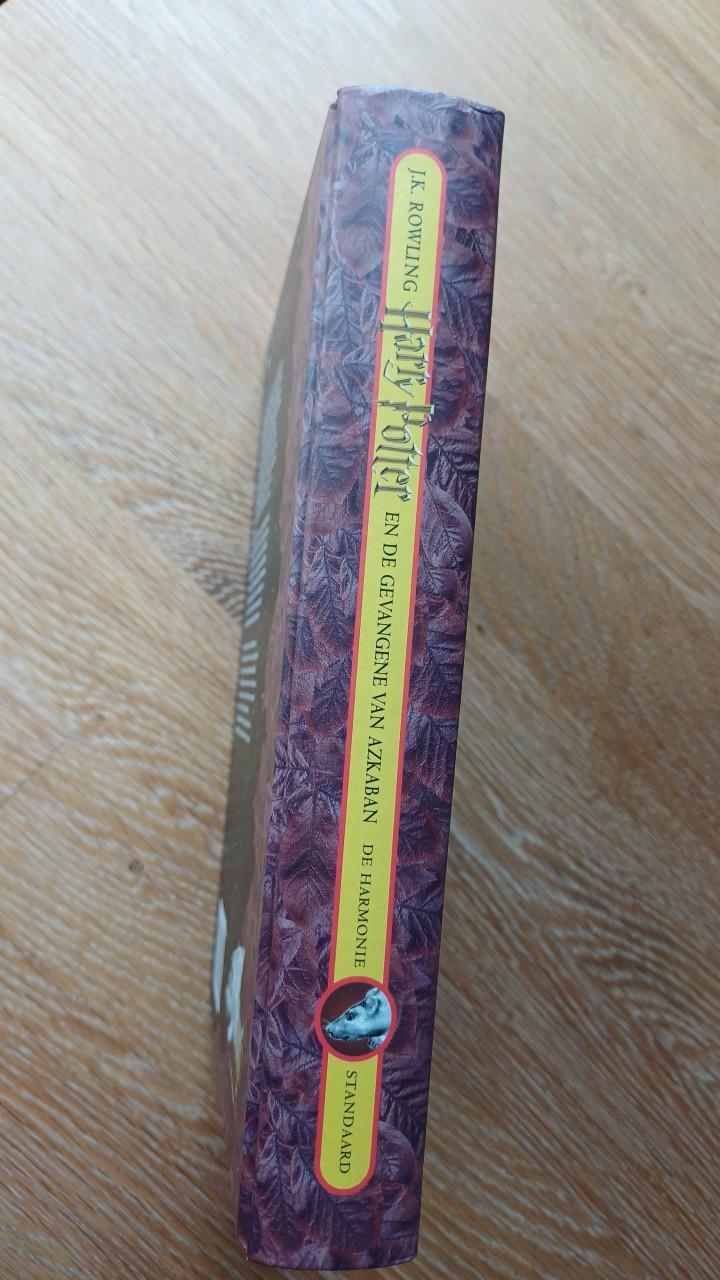 J.K. ROWLING Harry Potter EN DE GEVANGENE VAN AZKABAN DE HARMONIE STANDAARD